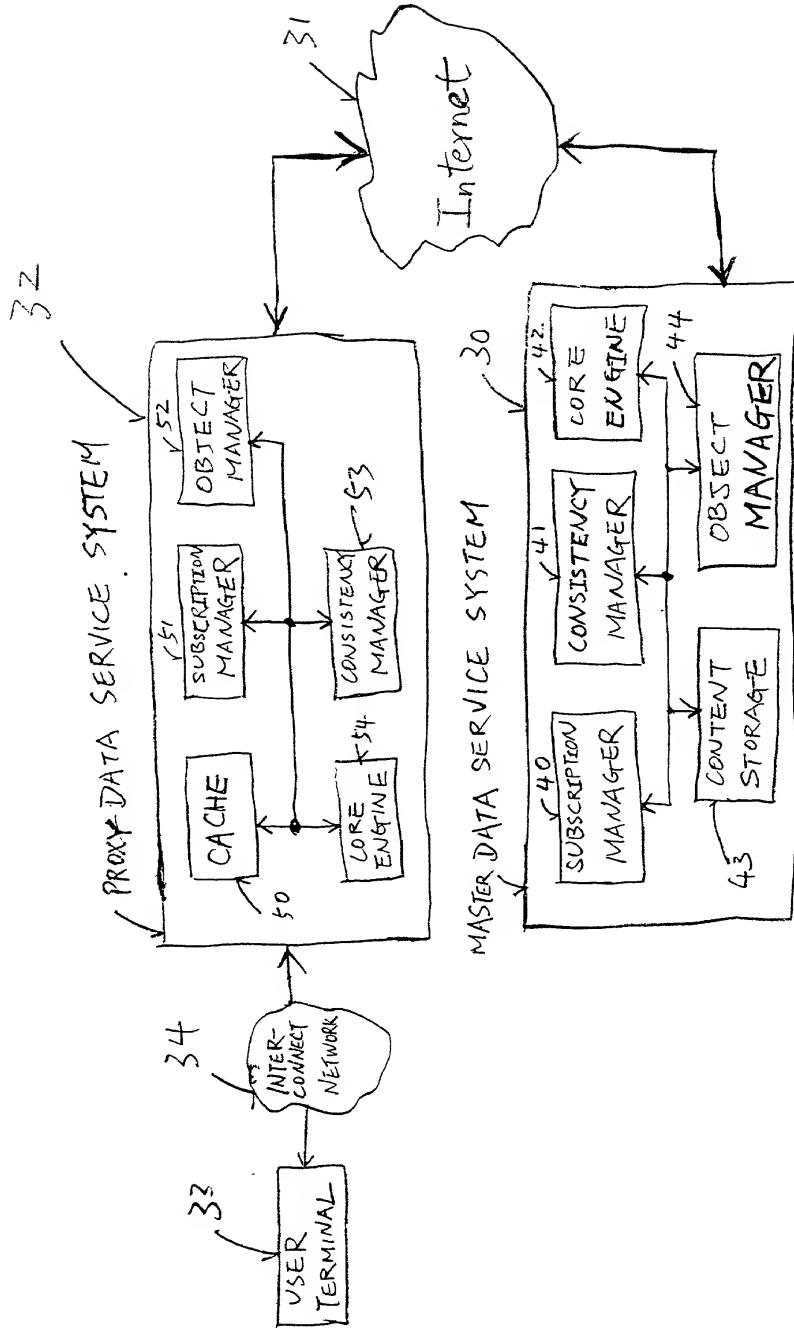 32
PROXY DATA SERVICE SYSTEM
CACHE
50
51
SUBSCRIPTION
MANAGER
52
OBJECT
MANAGER
CORE
ENGINE
54
CONSISTENCY
MANAGER
53
33
USER
TERMINAL
34
INTER-
CONNECT
NETWORK
31
Internet
MASTER DATA SERVICE SYSTEM
30
40
SUBSCRIPTION
MANAGER
41
CONSISTENCY
MANAGER
42
CORE
ENGINE
43
CONTENT
STORAGE
44
OBJECT
MANAGER